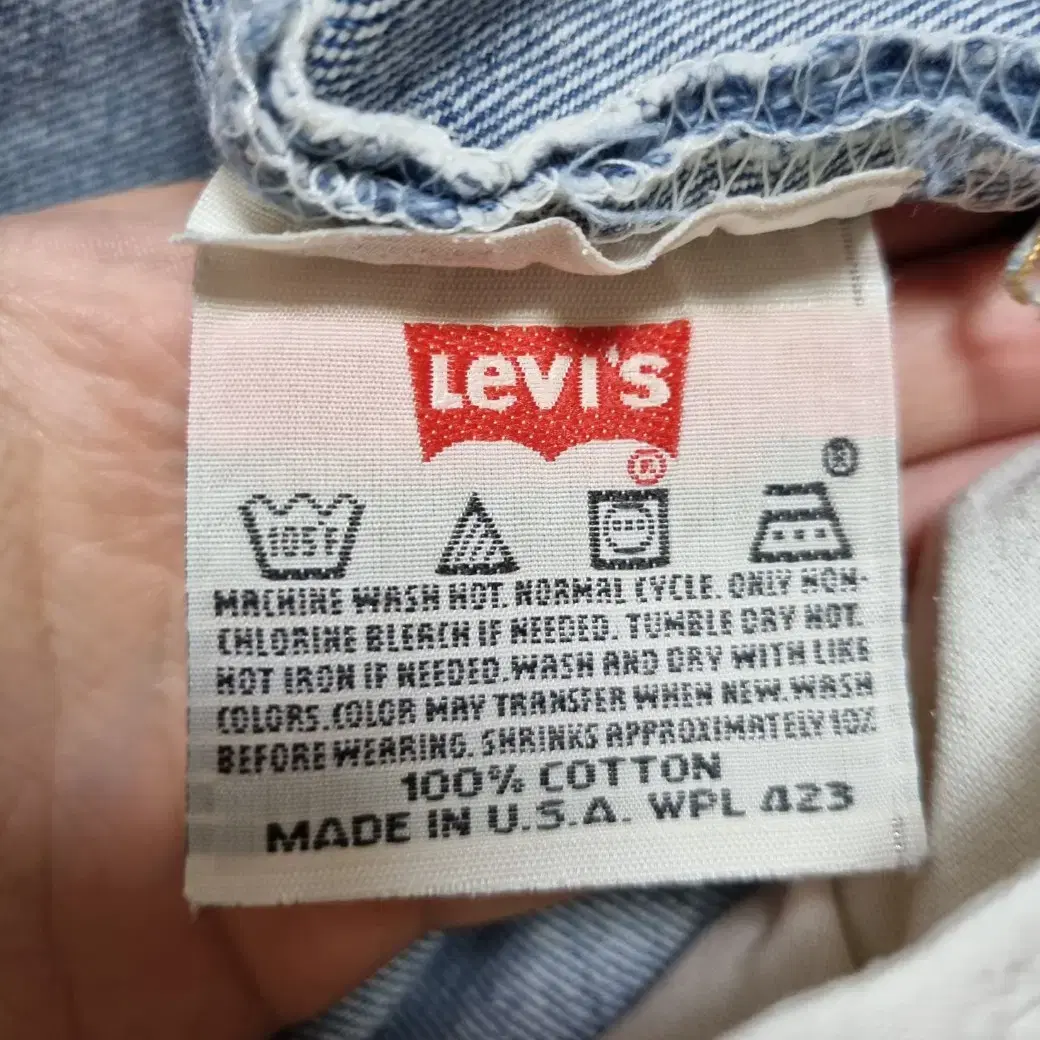 Levi's
®
®
105F
MACHINE WASH HOT. NORMAL CYCLE. ONLY NON-
CHLORINE BLEACH IF NEEDED. TUMBLE DRY HOT.
HOT IRON IF NEEDED. WASH AND DRY WITH LIKE
COLORS. COLOR MAY TRANSFER WHEN NEW. WASH
BEFORE WEARING. SHRINKS APPROXIMATELY 10%
100% COTTON
MADE IN U.S.A. WPL 423